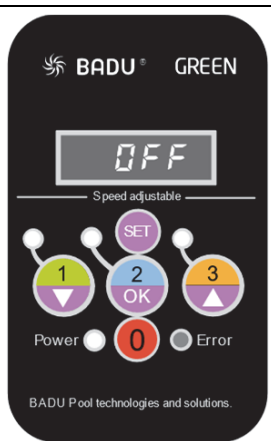 BADU® GREEN
OFF
Speed adjustable
SET
1 2 3
OK
Power 0 Error
BADU Pool technologies and solutions.